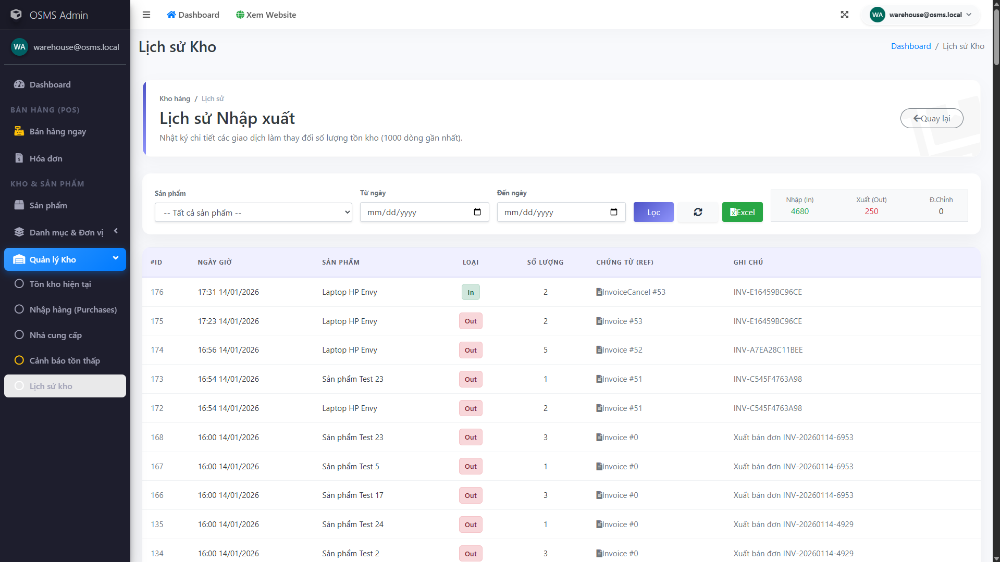 OSMS Admin
Dashboard
Xem Website
WA
warehouse@osms.local
WA
warehouse@osms.local
Dashboard
BÁN HÀNG (POS)
Bán hàng ngay
Hóa đơn
KHO & SẢN PHẨM
Sản phẩm
Danh mục & Đơn vị
Quản lý Kho
Tồn kho hiện tại
Nhập hàng (Purchases)
Nhà cung cấp
Cảnh báo tồn thấp
Lịch sử kho
Lịch sử Kho
Dashboard / Lịch sử Kho
Kho hàng / Lịch sử
Lịch sử Nhập xuất
Nhật ký chi tiết các giao dịch làm thay đổi số lượng tồn kho (1000 dòng gần nhất).
Quay lại
Sản phẩm
-- Tất cả sản phẩm --
Từ ngày
mm/dd/yyyy
Đến ngày
mm/dd/yyyy
Lọc
Excel
Nhập (In) Xuất (Out) Đ.Chỉnh
4680 250 0
#ID NGÀY GIỜ SẢN PHẨM LOẠI SỐ LƯỢNG CHỨNG TỪ (REF) GHI CHÚ
176 17:31 14/01/2026 Laptop HP Envy In 2 InvoiceCancel #53 INV-E16459BC96CE
175 17:23 14/01/2026 Laptop HP Envy Out 2 Invoice #53 INV-E16459BC96CE
174 16:56 14/01/2026 Laptop HP Envy Out 5 Invoice #52 INV-A7EA28C11BEE
173 16:54 14/01/2026 Sản phẩm Test 23 Out 1 Invoice #51 INV-C545F4763A98
172 16:54 14/01/2026 Laptop HP Envy Out 2 Invoice #51 INV-C545F4763A98
168 16:00 14/01/2026 Sản phẩm Test 23 Out 3 Invoice #0 Xuất bán đơn INV-20260114-6953
167 16:00 14/01/2026 Sản phẩm Test 5 Out 1 Invoice #0 Xuất bán đơn INV-20260114-6953
166 16:00 14/01/2026 Sản phẩm Test 17 Out 3 Invoice #0 Xuất bán đơn INV-20260114-6953
135 16:00 14/01/2026 Sản phẩm Test 24 Out 1 Invoice #0 Xuất bán đơn INV-20260114-4929
134 16:00 14/01/2026 Sản phẩm Test 2 Out 3 Invoice #0 Xuất bán đơn INV-20260114-4929